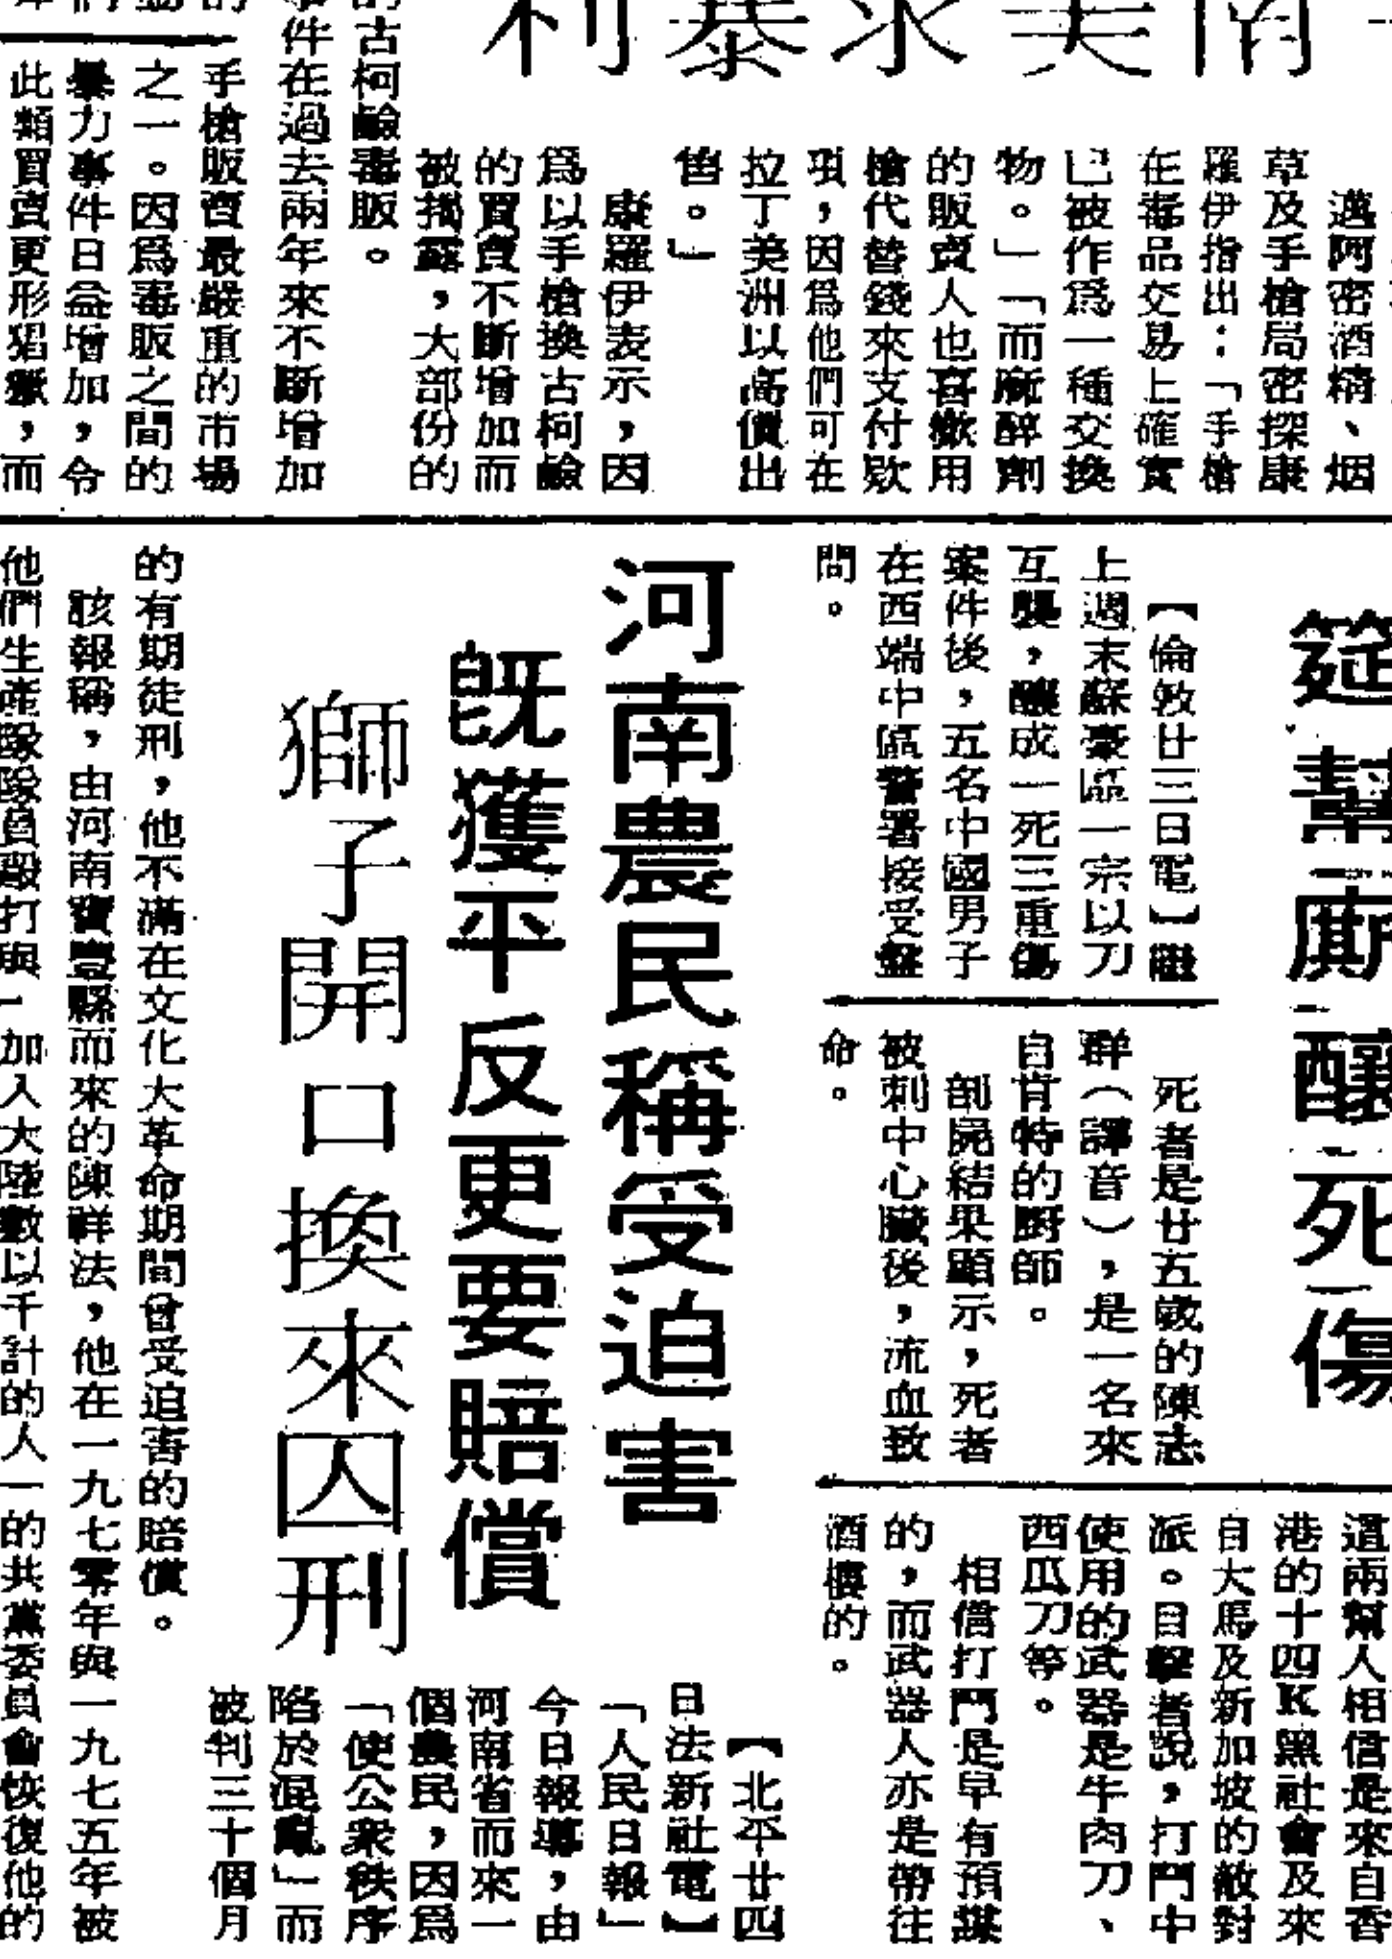 邁阿密酒精、烟
草及手槍局密探康
羅伊指出：「手槍
在毒品交易上確實
已被作爲一種交換
物。」「而麻醉劑
的販賣人也喜歡用
槍代替錢來支付欵
項，因爲他們可在
拉丁美洲以高價出
售。」
康羅伊表示，因
爲以手槍換古柯鹼
的買賣不斷增加而
被揭露，大部份的
古柯鹼毒販。
件在過去兩年來不斷增加
手槍販賣最嚴重的市場
之一。因爲毒販之間的
暴力事件日益增加，令
此類買賣更形猖獗，而
筵幫廝釀死傷
【倫敦廿三日電】繼
上週末蘇豪區一宗以刀
互襲，釀成一死三重傷
案件後，五名中國男子
在西端中區警署接受盤
問。
死者是廿五歲的陳志
群（譯音），是一名來
自肯特的厨師。
剖屍結果顯示，死者
被刺中心臟後，流血致
命。
這兩幫人相信是來自香
港的十四K黑社會及來
自大馬及新加坡的敵對
派。目擊者說，打鬥中
使用的武器是牛肉刀、
西瓜刀等。
相信打鬥是早有預謀
的，而武器人亦是帶往
酒樓的。
河南農民稱受迫害
旣獲平反更要賠償
獅子開口換來囚刑
【北平廿四
日法新社電】
「人民日報」
今日報導，由
河南省而來一
個農民，因爲
「使公衆秩序
陷於混亂」而
被判三十個月
的有期徒刑，他不滿在文化大革命期間曾受迫害的賠償。
該報稱，由河南寶豐縣而來的陳群法，他在一九七零年與一九七五年被
他們生產隊隊員毆打與「加入大陸數以千計的人一的共黨委員會恢復他的